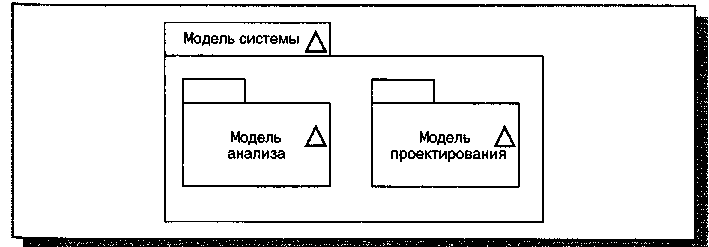 Модель системы
Модель
анализа
Модель
проектирования